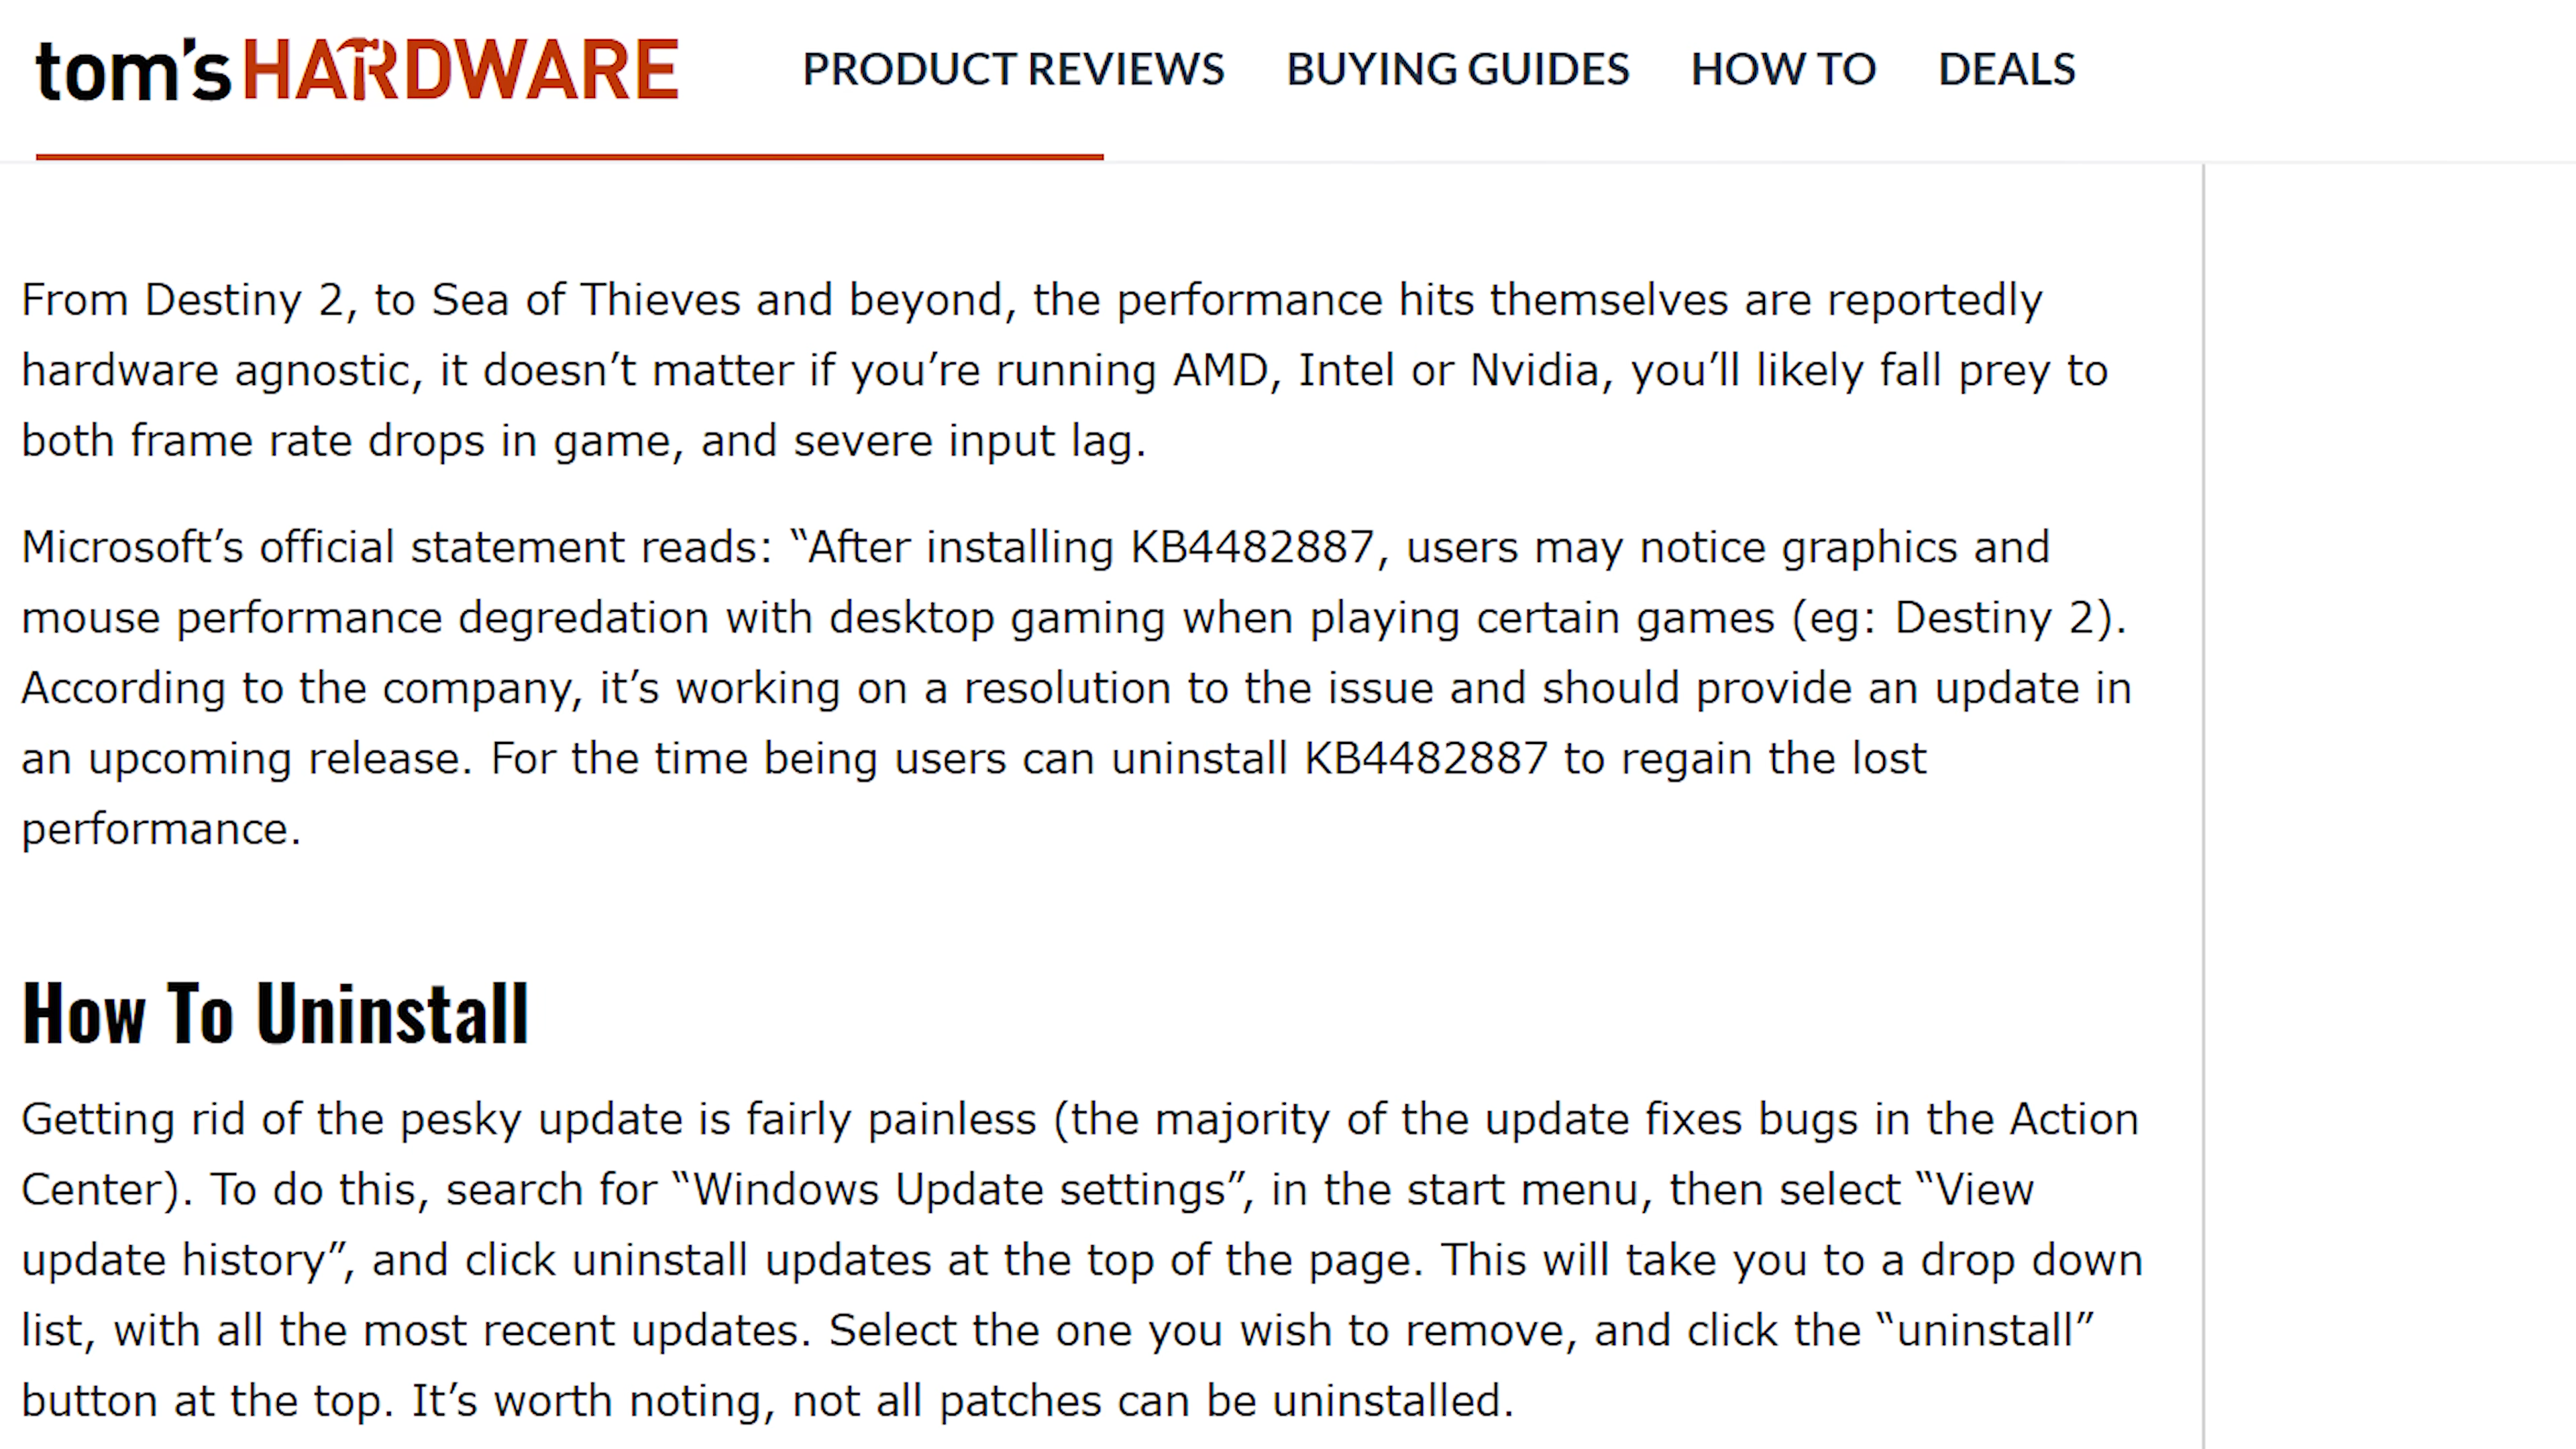 tom's HARDWARE PRODUCT REVIEWS BUYING GUIDES HOW TO DEALS
From Destiny 2, to Sea of Thieves and beyond, the performance hits themselves are reportedly
hardware agnostic, it doesn’t matter if you’re running AMD, Intel or Nvidia, you’ll likely fall prey to
both frame rate drops in game, and severe input lag.
Microsoft’s official statement reads: “After installing KB4482887, users may notice graphics and
mouse performance degredation with desktop gaming when playing certain games (eg: Destiny 2).
According to the company, it’s working on a resolution to the issue and should provide an update in
an upcoming release. For the time being users can uninstall KB4482887 to regain the lost
performance.
How To Uninstall
Getting rid of the pesky update is fairly painless (the majority of the update fixes bugs in the Action
Center). To do this, search for “Windows Update settings”, in the start menu, then select “View
update history”, and click uninstall updates at the top of the page. This will take you to a drop down
list, with all the most recent updates. Select the one you wish to remove, and click the “uninstall”
button at the top. It’s worth noting, not all patches can be uninstalled.